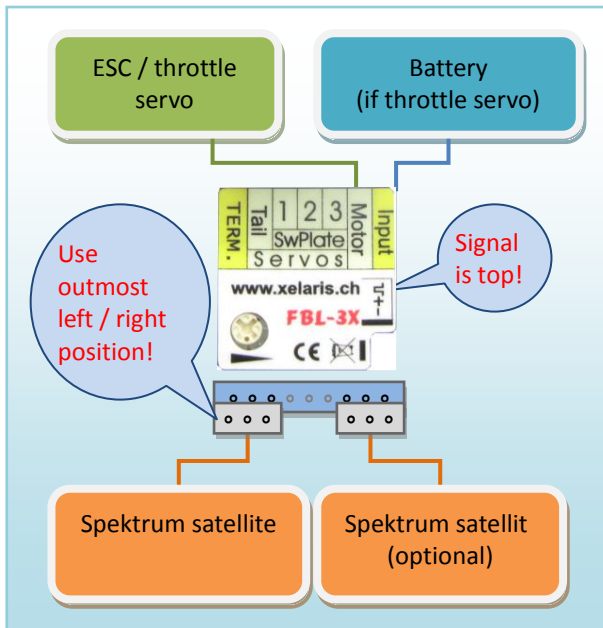 ESC / throttle
servo
Battery
(if throttle servo)
TERM.
Tail
1 2 3
SwPlate
Servos
Motor
Input
www.xelaris.ch
FBL-3X
CE
Use
outmost
left / right
position!
Signal
is top!
Spektrum satellite
Spektrum satellit
(optional)